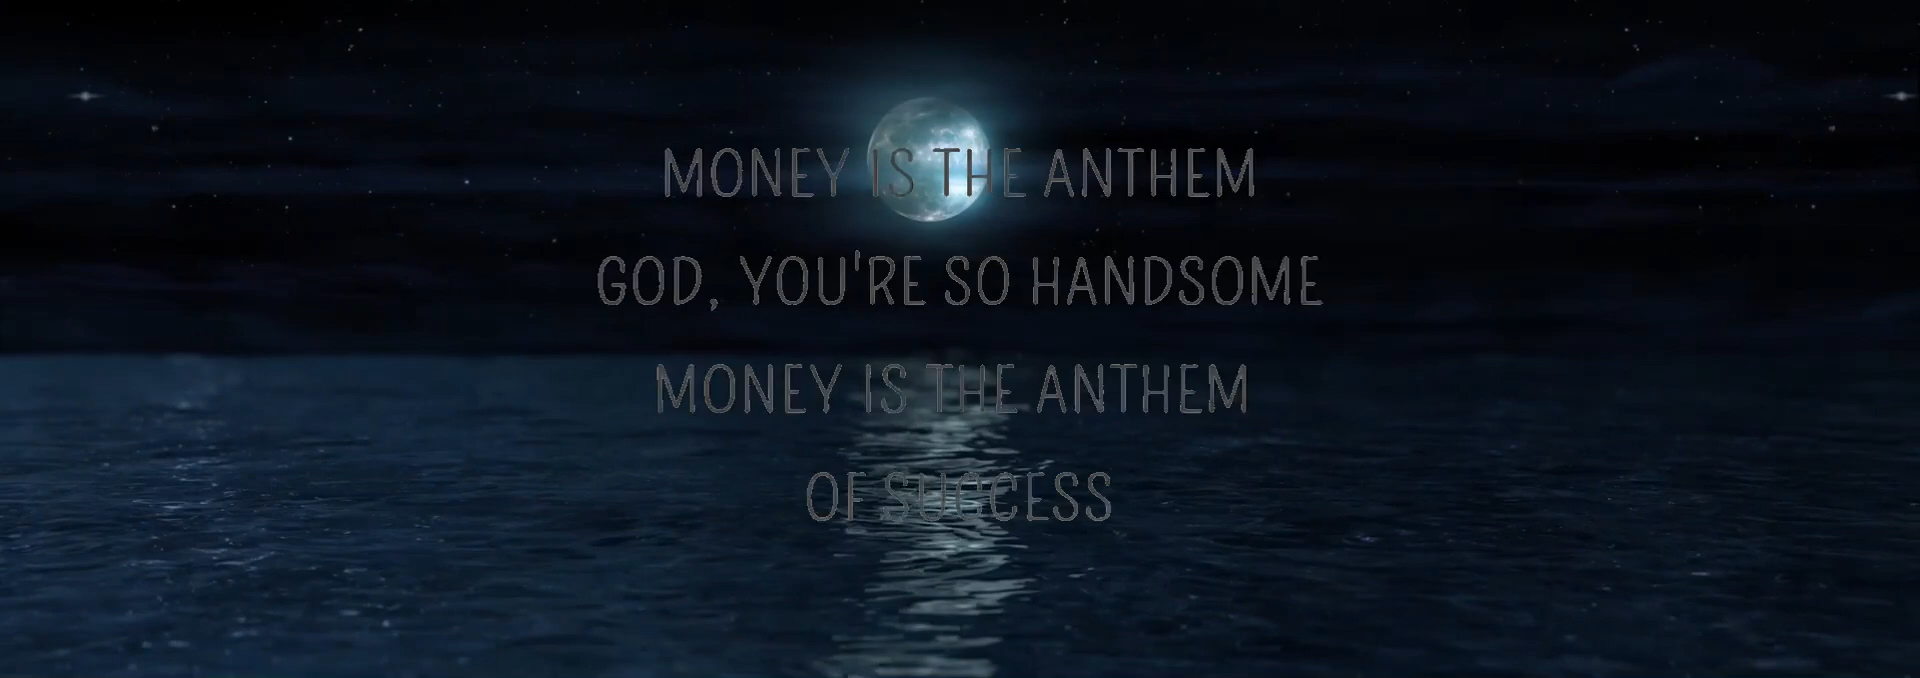 MONEY IS THE ANTHEM
GOD, YOU'RE SO HANDSOME
MONEY IS THE ANTHEM
OF SUCCESS